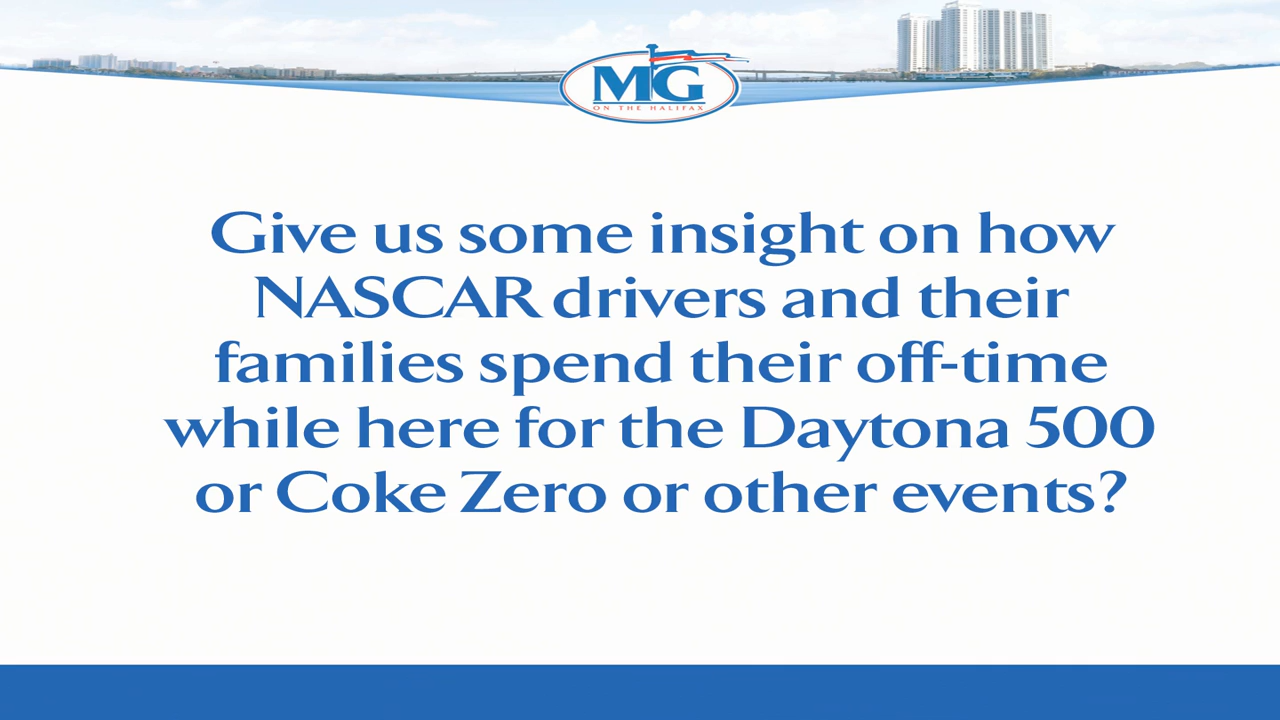 MG
ON THE HALIFAX
Give us some insight on how
NASCAR drivers and their
families spend their off-time
while here for the Daytona 500
or Coke Zero or other events?